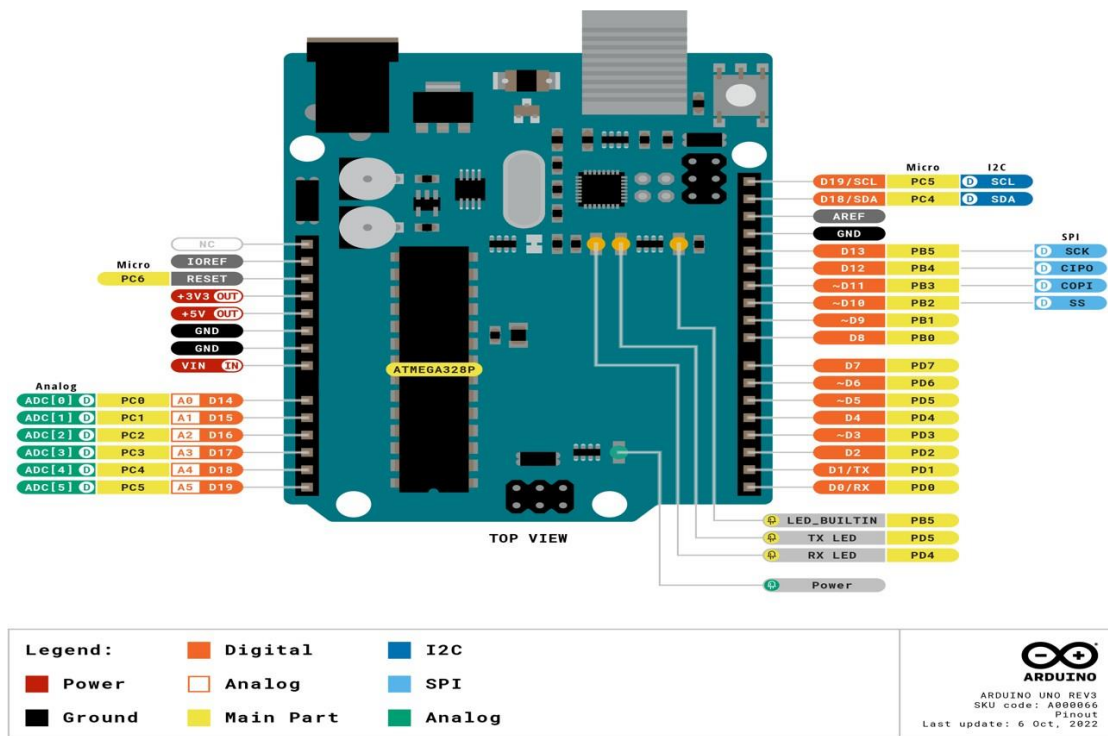 Micro I2C
D19/SCL PC5 D SCL
D18/SDA PC4 D SDA
AREF
GND
SPI
D13 PB5 D SCK
D12 PB4 D CIPO
~D11 PB3 D COPI
~D10 PB2 D SS
~D9 PB1
D8 PB0
D7 PD7
~D6 PD6
~D5 PD5
D4 PD4
~D3 PD3
D2 PD2
D1/TX PD1
D0/RX PD0
NC
IOREF
Micro
PC6 RESET
+3V3 OUT
+5V OUT
GND
GND
VIN IN
Analog
ADC[0] D PC0 A0 D14
ADC[1] D PC1 A1 D15
ADC[2] D PC2 A2 D16
ADC[3] D PC3 A3 D17
ADC[4] D PC4 A4 D18
ADC[5] D PC5 A5 D19
ATMEGA328P
TOP VIEW
LED_BUILTIN PB5
TX LED PD5
RX LED PD4
Power
Legend:
Power
Ground
Digital
Analog
Main Part
I2C
SPI
Analog
ARDUINO
ARDUINO UNO REV3
SKU code: A000066
Pinout
Last update: 6 Oct, 2022